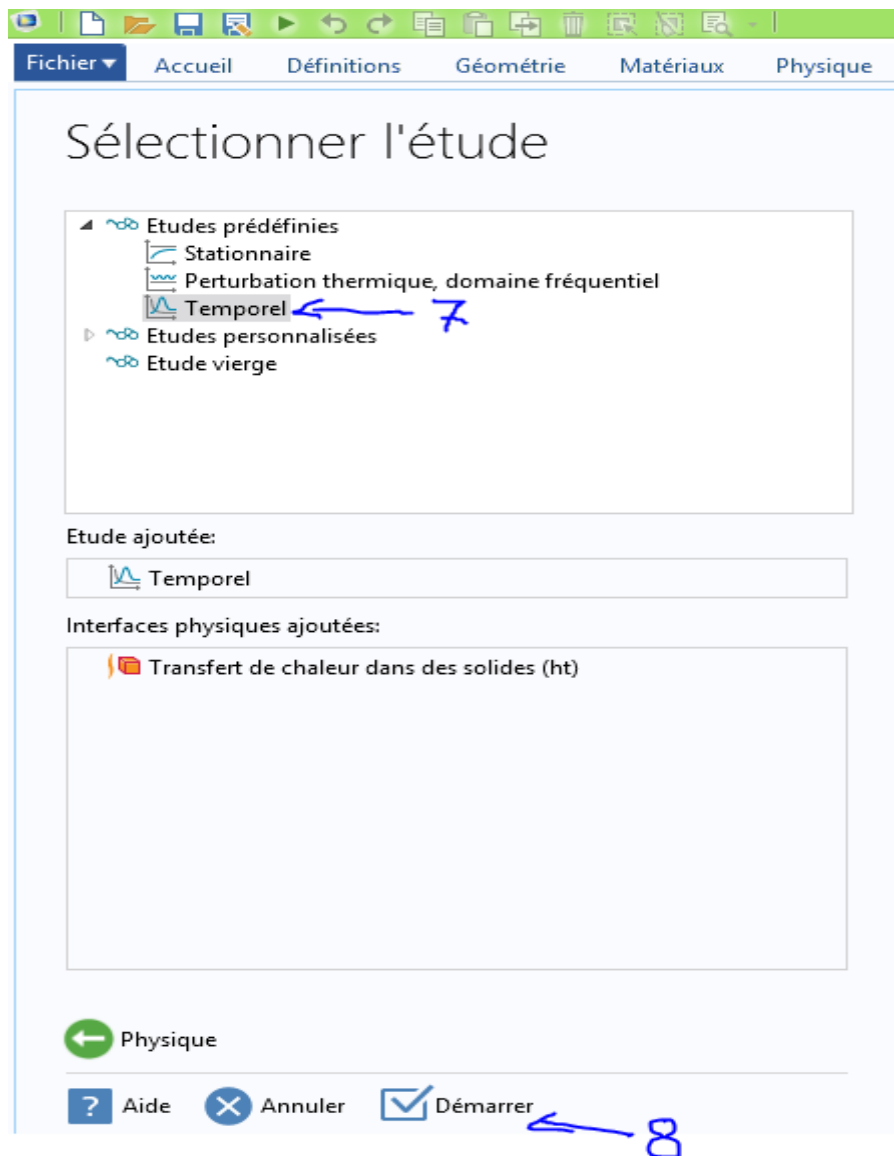 Fichier Accueil Définitions Géométrie Matériaux Physique
Sélectionner l'étude
Etudes prédéfinies
Stationnaire
Perturbation thermique, domaine fréquentiel
Temporel 7
Etudes personnalisées
Etude vierge
Etude ajoutée:
Temporel
Interfaces physiques ajoutées:
Transfert de chaleur dans des solides (ht)
Physique
? Aide Annuler Démarrer 8